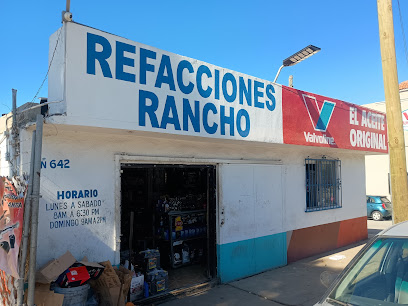 REFACCIONES
RANCHO
Valvoline
EL ACEITE
ORIGINAL
Ñ 642
HORARIO
LUNES A SABADO
8AM A 6:30 PM
DOMINGO 9AM A 2PM